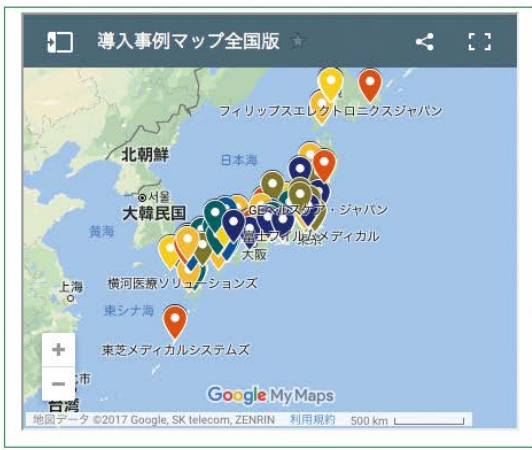 導入事例マップ全国版
フィリップスエレクトロニクスジャパン
北朝鮮
日本海
서울
大韓民国
GEヘルスケア・ジャパン
黄海
富士フイルムメディカル
東京
大阪
上海
横河医療ソリューションズ
東シナ海
東芝メディカルシステムズ
+
−
市
台湾
Google My Maps
地図データ ©2017 Google, SK telecom, ZENRIN 利用規約 500 km